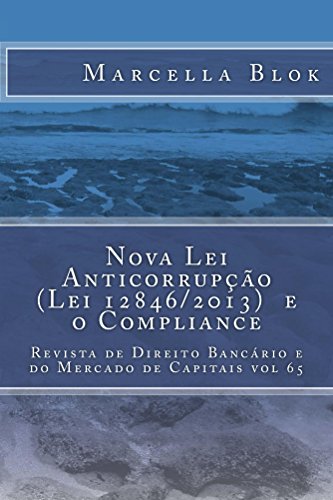 Marcella Blok
Nova Lei
Anticorrupção
(Lei 12846/2013) e
o Compliance
Revista de Direito Bancário e
do Mercado de Capitais vol 65